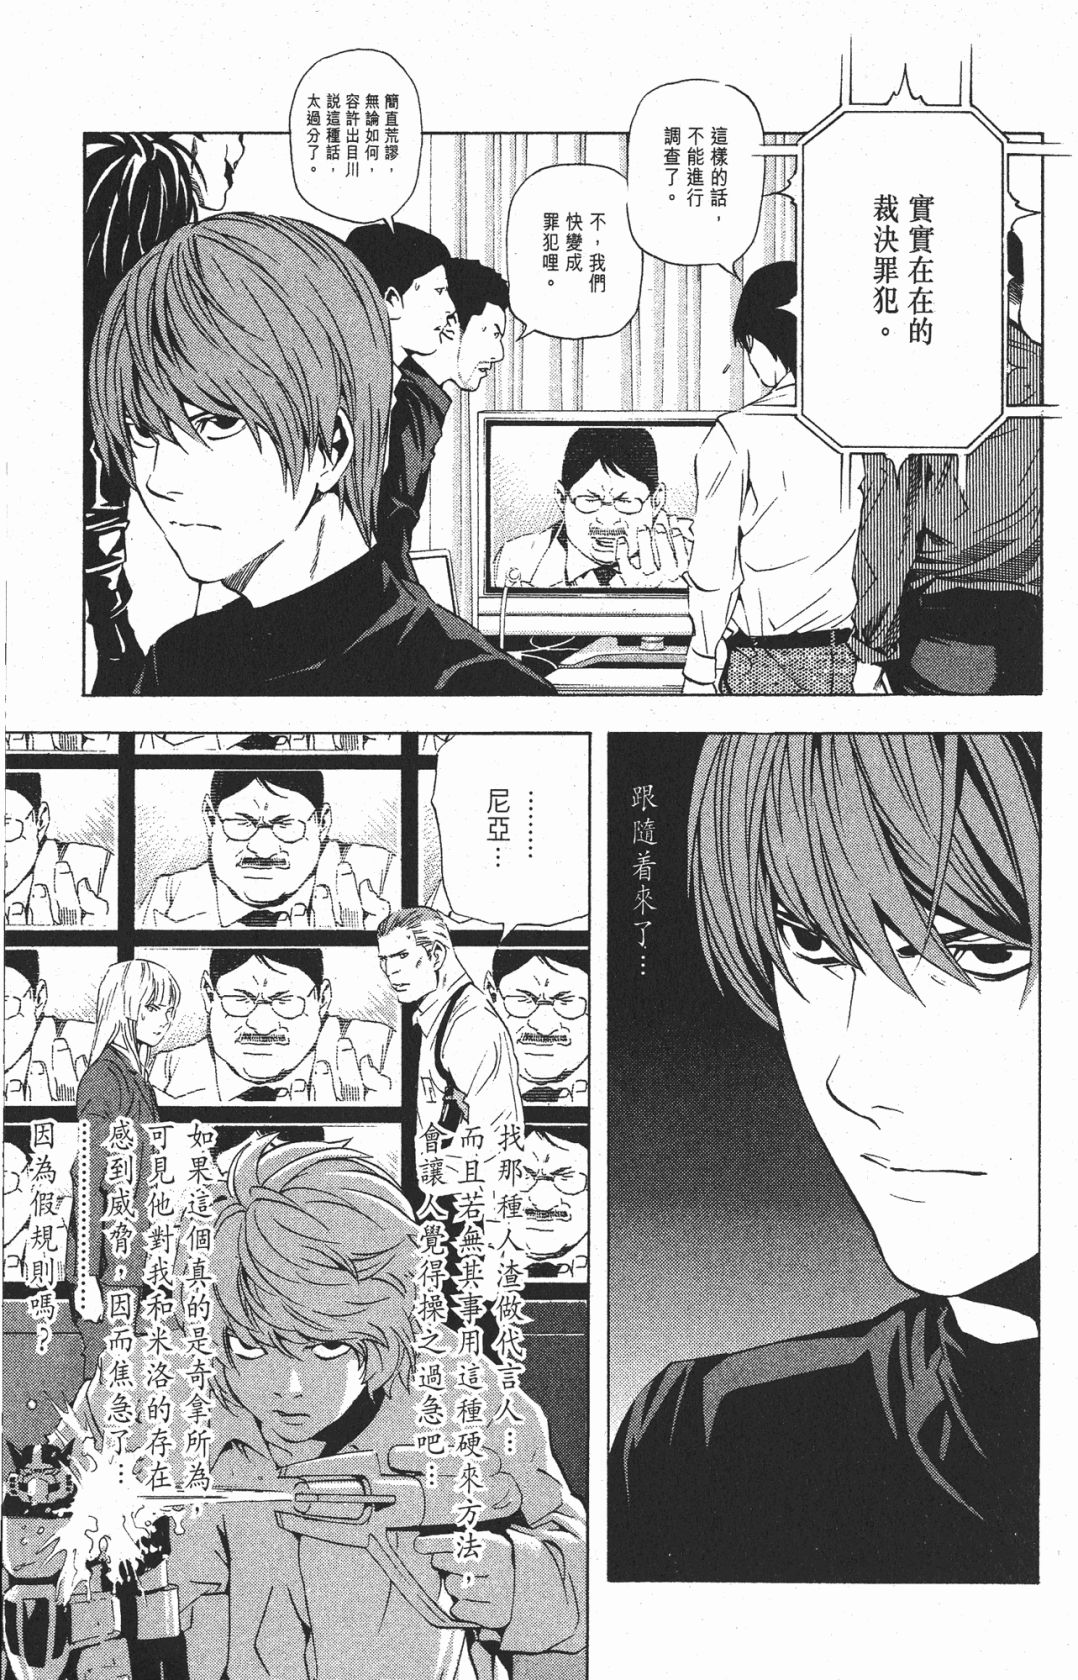 實實在在的
裁決罪犯。
這樣的話，
不能進行
調查了。
不，我們
快變成
罪犯哩。
簡直荒謬，
無論如何，
容許出目川
說這種話，
太過分了。
跟隨着來了…
………
尼亞…
找那種人渣做代言人…
而且若無其事用這種硬來方法，
會讓人覺得操之過急吧…
如果這個真的是奇拿所為，
可見他對我和米洛的存在
感到威脅，因而焦急了…
………………………
因為假規則嗎？